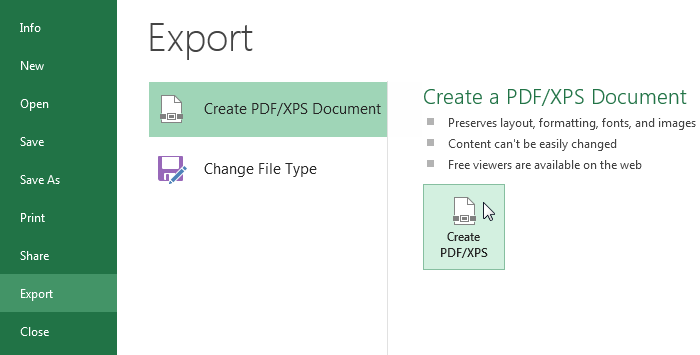 Info
New
Open
Save
Save As
Print
Share
Export
Close
Export
Create PDF/XPS Document
Change File Type
Create a PDF/XPS Document
Preserves layout, formatting, fonts, and images
Content can't be easily changed
Free viewers are available on the web
Create
PDF/XPS